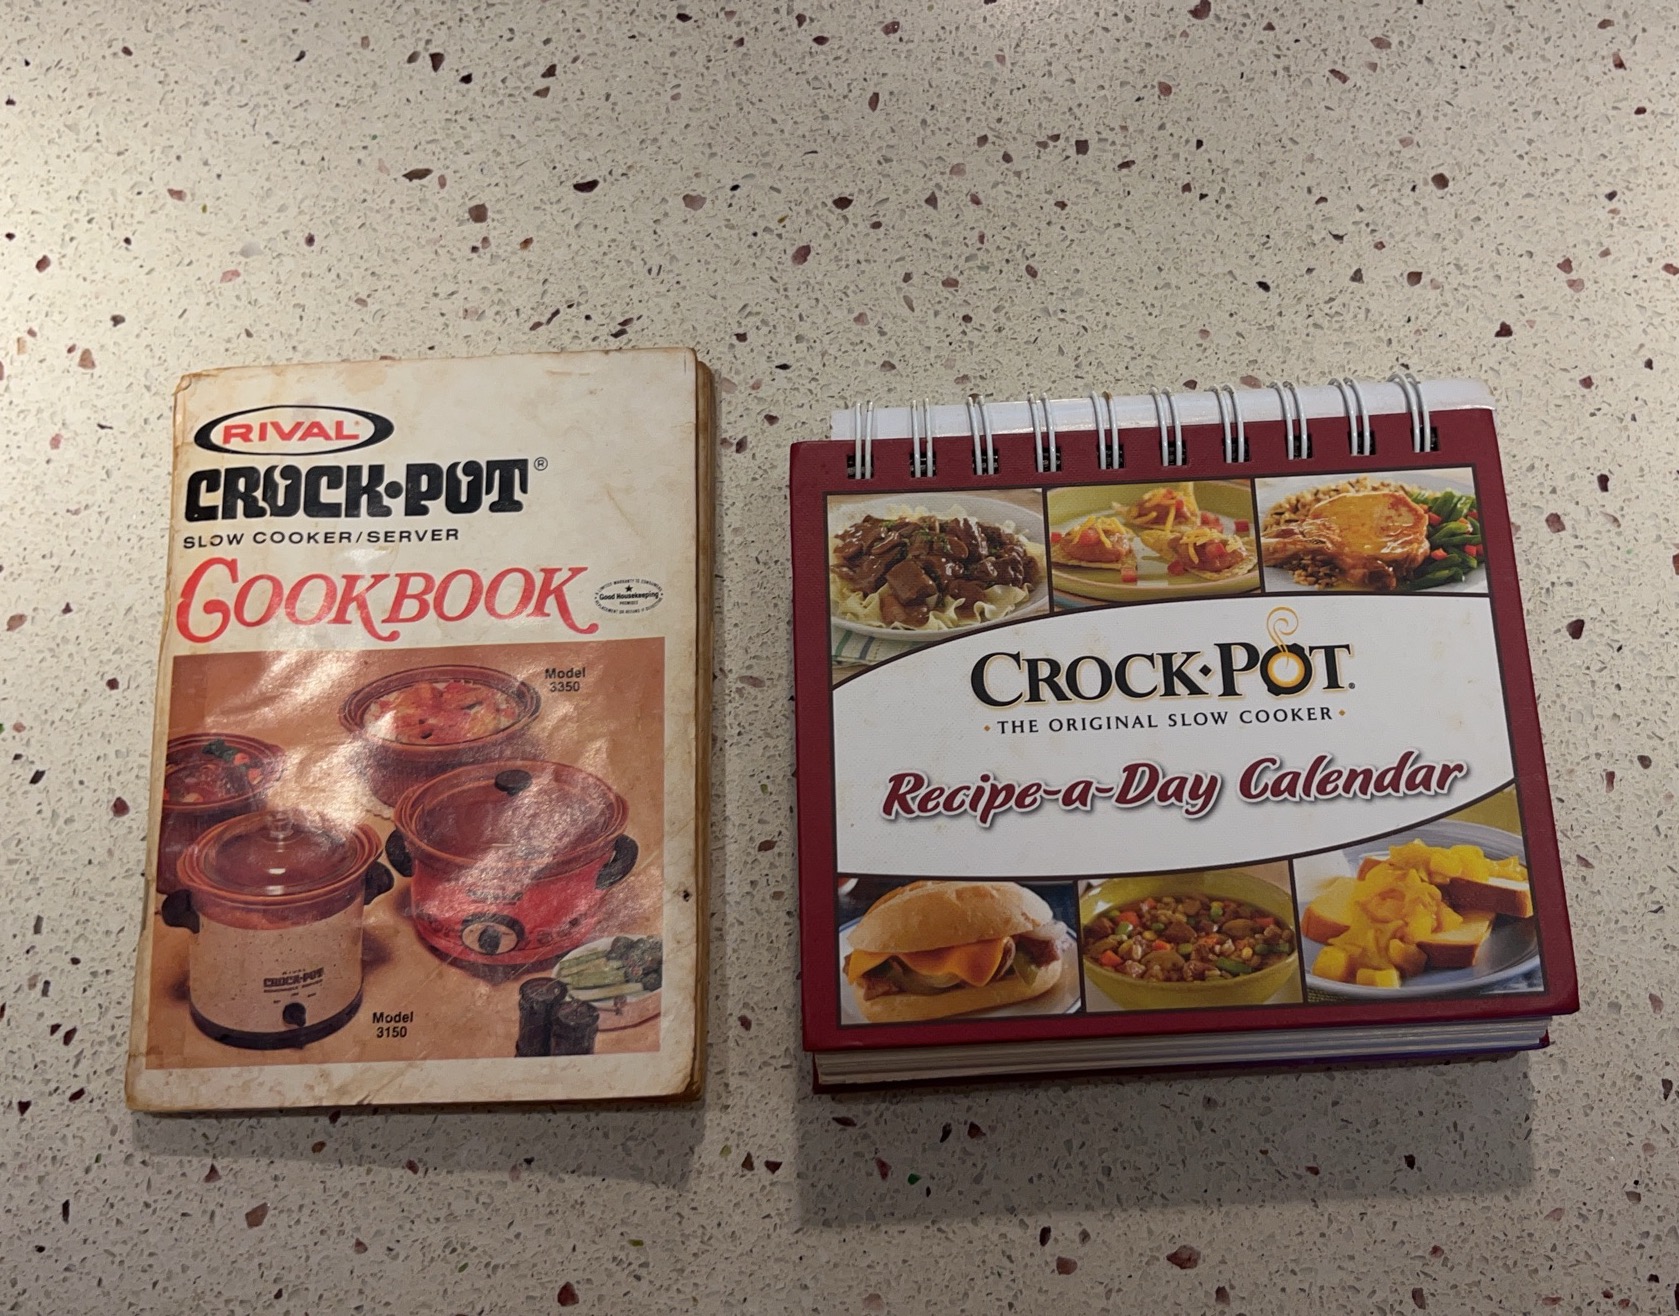 RIVAL®
CROCK•POT®
SLOW COOKER/SERVER
COOKBOOK
Good Housekeeping
PROMISES
Model
3350
CROCK-POT
Model
3150
CROCK•POT®
• THE ORIGINAL SLOW COOKER •
Recipe-a-Day Calendar